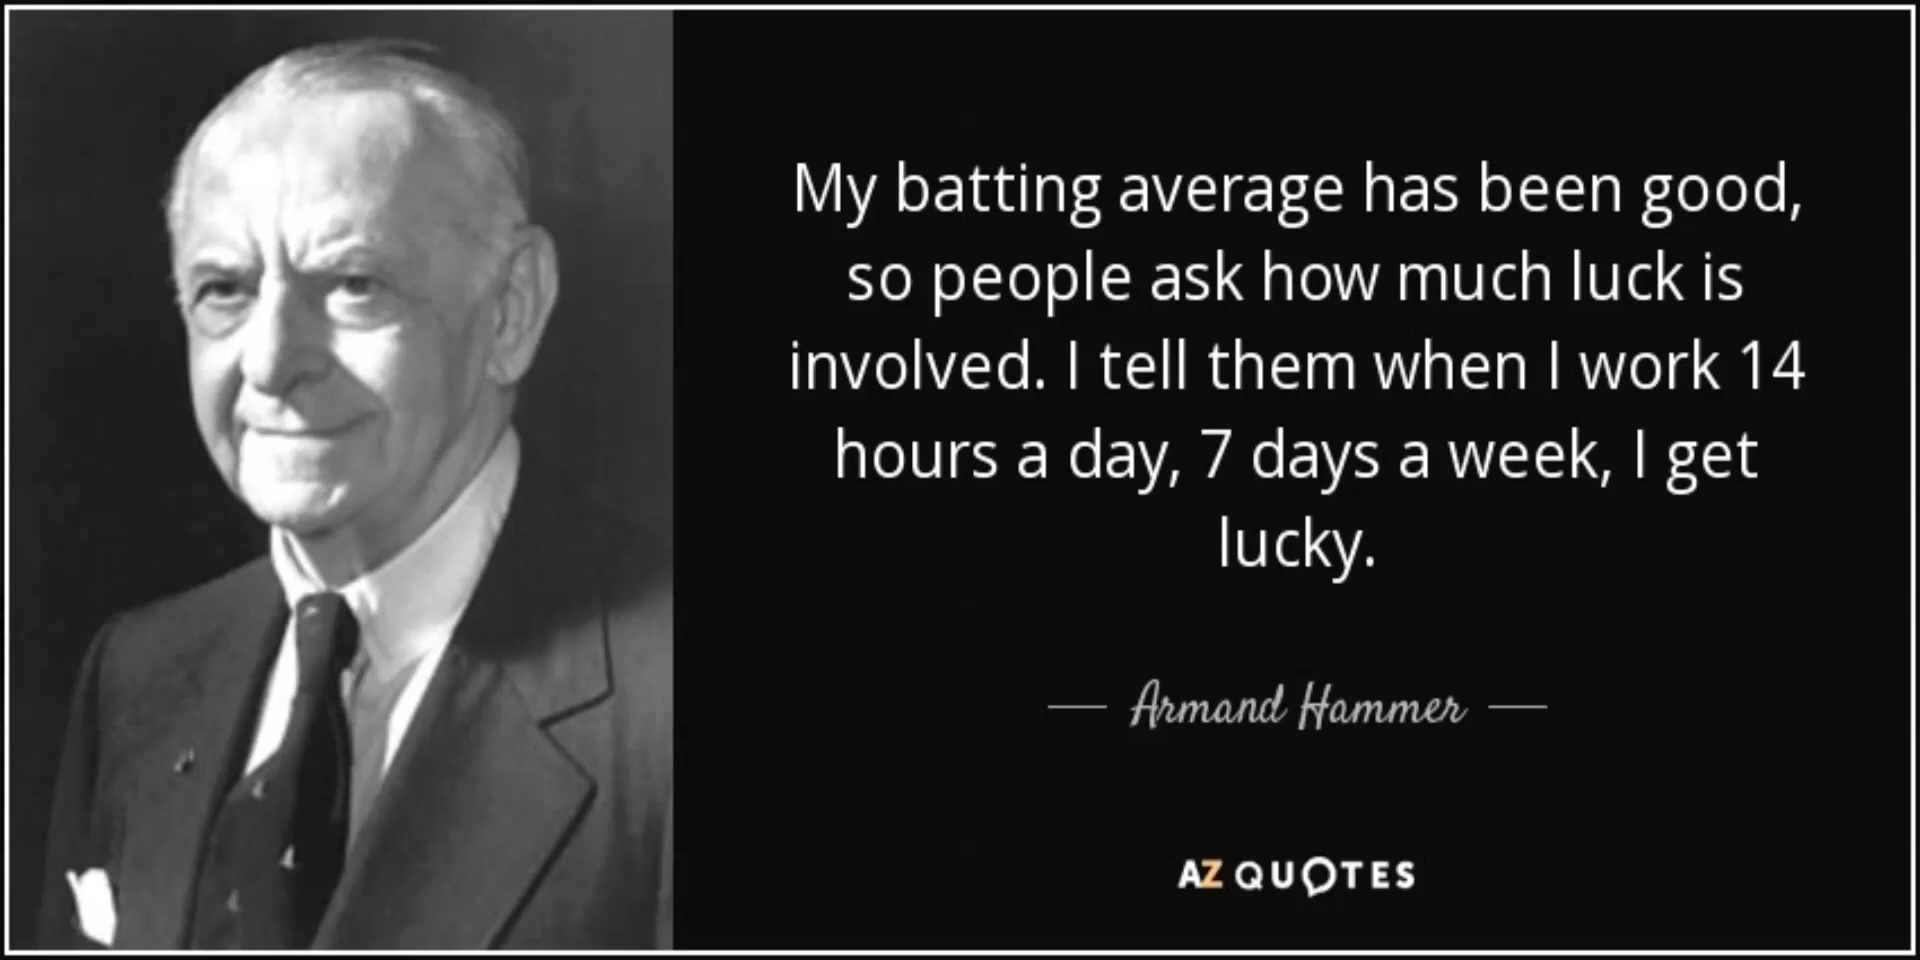 My batting average has been good,
so people ask how much luck is
involved. I tell them when I work 14
hours a day, 7 days a week, I get
lucky.
Armand Hammer
AZ QUOTES